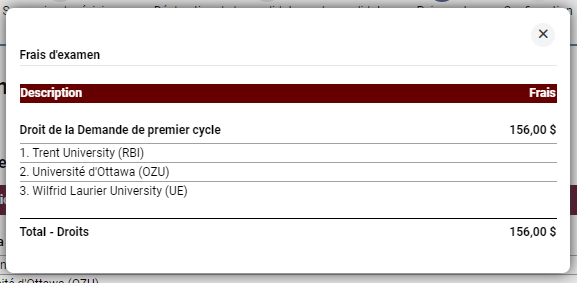 Frais d'examen
Description Frais
Droit de la Demande de premier cycle 156,00 $
1. Trent University (RBI)
2. Université d'Ottawa (OZU)
3. Wilfrid Laurier University (UE)
Total - Droits 156,00 $